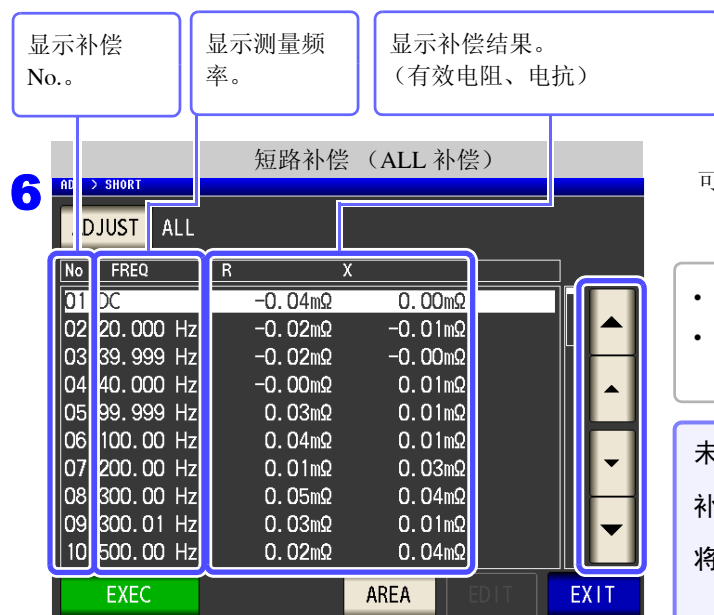 显示补偿
No.。
显示测量频
率。
显示补偿结果。
（有效电阻、电抗）
短路补偿 （ALL 补偿）
6
> SHORT
DJUST ALL
No FREQ R X
01 DC -0.04mΩ 0.00mΩ
02 20.000 Hz -0.02mΩ -0.01mΩ
03 39.999 Hz -0.02mΩ -0.00mΩ
04 40.000 Hz -0.00mΩ 0.01mΩ
05 99.999 Hz 0.03mΩ 0.01mΩ
06 100.00 Hz 0.04mΩ 0.01mΩ
07 200.00 Hz 0.01mΩ 0.03mΩ
08 300.00 Hz 0.05mΩ 0.04mΩ
09 300.01 Hz 0.03mΩ 0.01mΩ
10 500.00 Hz 0.02mΩ 0.04mΩ
EXEC AREA EDIT EXIT
未
补
将